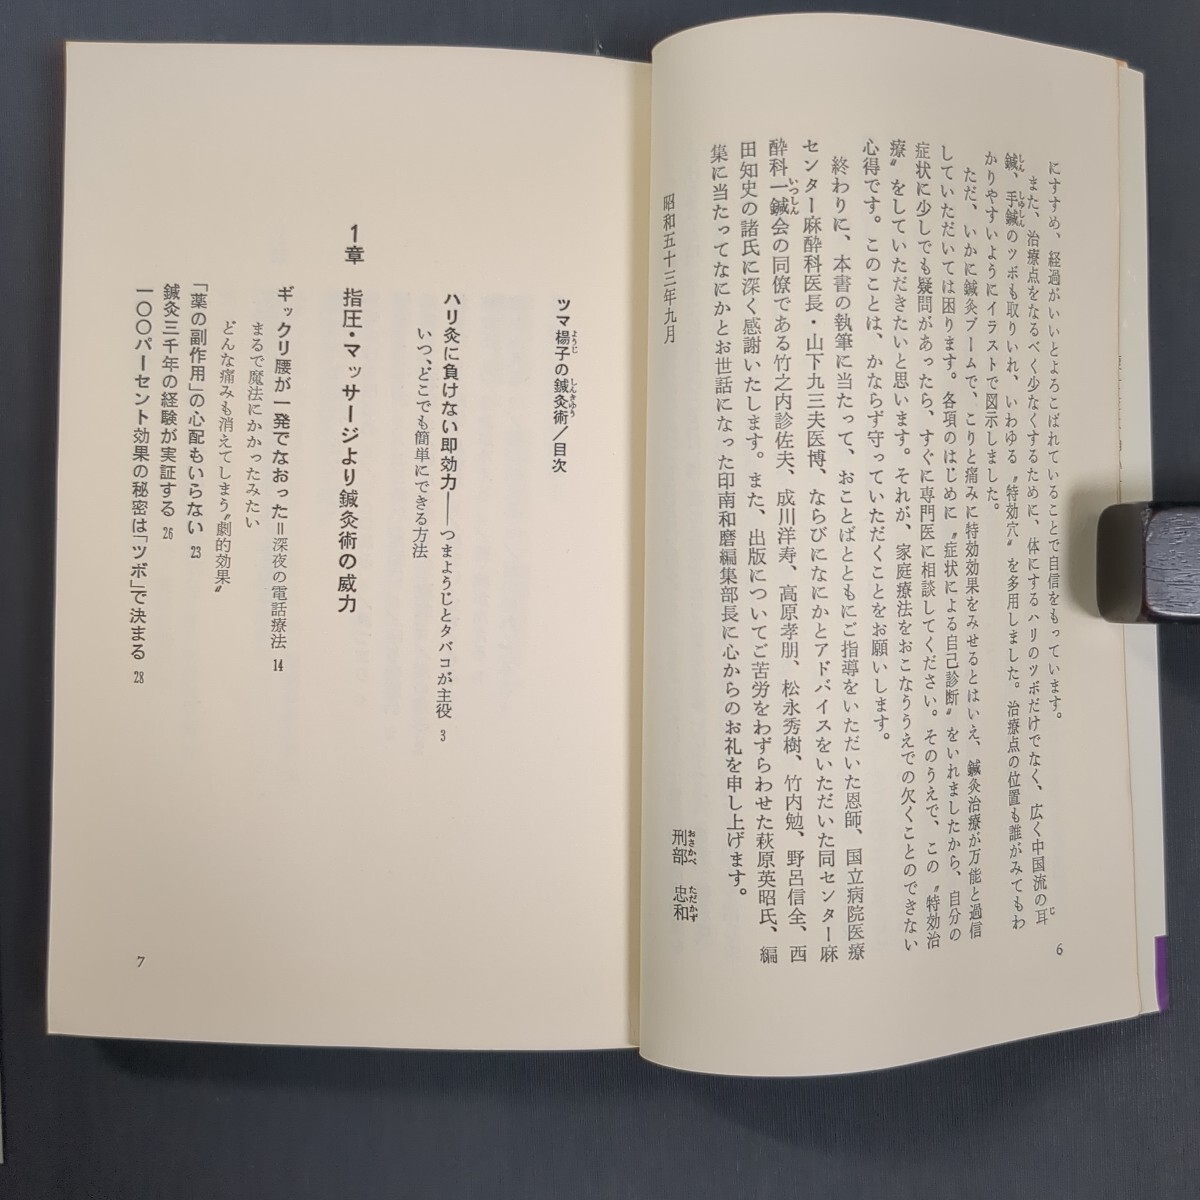 にすすめ、経過がいいとよろこばれていることで自信をもっています。
また、治療点をなるべく少なくするために、体にするハリのツボだけでなく、広く中国流の耳
鍼、手鍼のツボも取りいれ、いわゆる〝特効穴〟を多用しました。治療点の位置も誰がみてもわ
かりやすいようにイラストで図示しました。
ただ、いかに鍼灸ブームで、こりと痛みに特効効果をみせるとはいえ、鍼灸治療が万能と過信
していただいては困ります。各項のはじめに〝症状による自己診断〟をいれましたから、自分の
症状に少しでも疑問があったら、すぐに専門医に相談してください。そのうえで、この〝特効治
療〟をしていただきたいと思います。それが、家庭療法をおこなううえでの欠くことのできない
心得です。このことは、かならず守っていただくことをお願いします。
終わりに、本書の執筆に当たって、おことばとともにご指導をいただいた恩師、国立病院医療
センター麻酔科医長・山下九三夫医博、ならびになにかとアドバイスをいただいた同センター麻
酔科一鍼会の同僚である竹之内診佐夫、成川洋寿、高原孝朋、松永秀樹、竹内勉、野呂信全、西
田知史の諸氏に深く感謝いたします。また、出版についてご苦労をわずらわせた萩原英昭氏、編
集に当たってなにかとお世話になった印南和磨編集部長に心からのお礼を申し上げます。
昭和五十三年九月
刑部 忠和
おさかべ ただかず
6
ツマ楊子の鍼灸術／目次
ハリ灸に負けない即効力——つまようじとタバコが主役 3
いつ、どこでも簡単にできる方法
1章 指圧・マッサージより鍼灸術の威力
ギックリ腰が一発でなおった＝深夜の電話療法 14
まるで魔法にかかったみたい
どんな痛みも消えてしまう〝劇的効果〟
「薬の副作用」の心配もいらない 23
鍼灸三千年の経験が実証する 26
一〇〇パーセント効果の秘密は「ツボ」で決まる 28
7